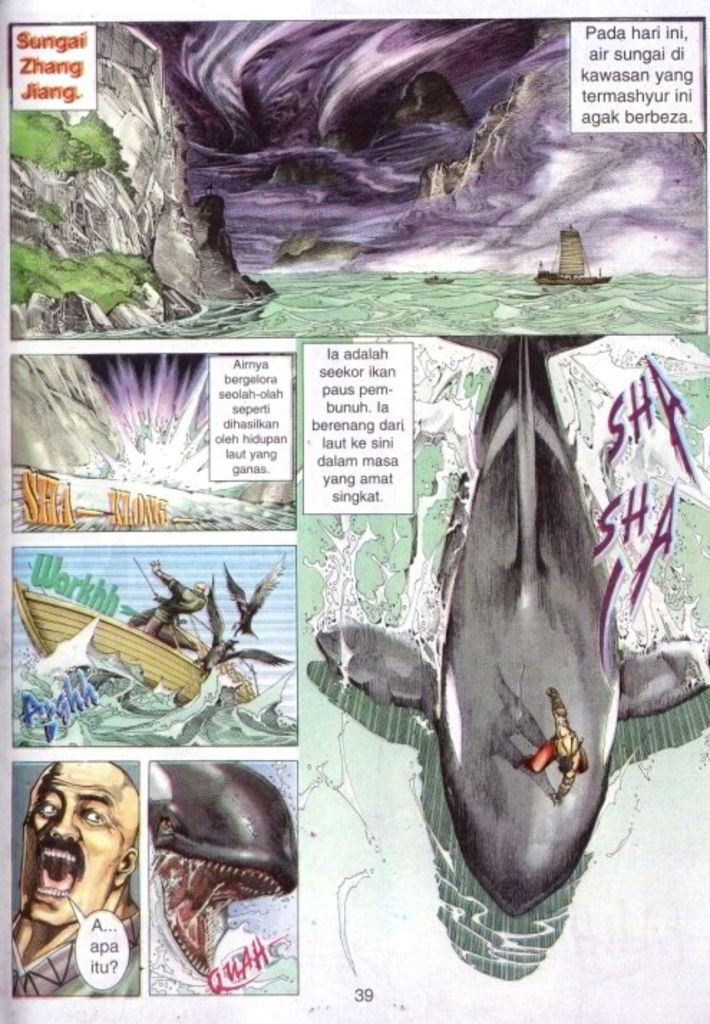 Sungai
Zhang
Jiang.
Pada hari ini,
air sungai di
kawasan yang
termashyur ini
agak berbeza.
Airnya
bergelora
seolah-olah
seperti
dihasilkan
oleh hidupan
laut yang
ganas.
SHA — KLONG —
Ia adalah
seekor ikan
paus pem-
bunuh. Ia
berenang dari
laut ke sini
dalam masa
yang amat
singkat.
SHA
SHA
Workhh
Arghh
A...
apa
itu?
QUAH
39